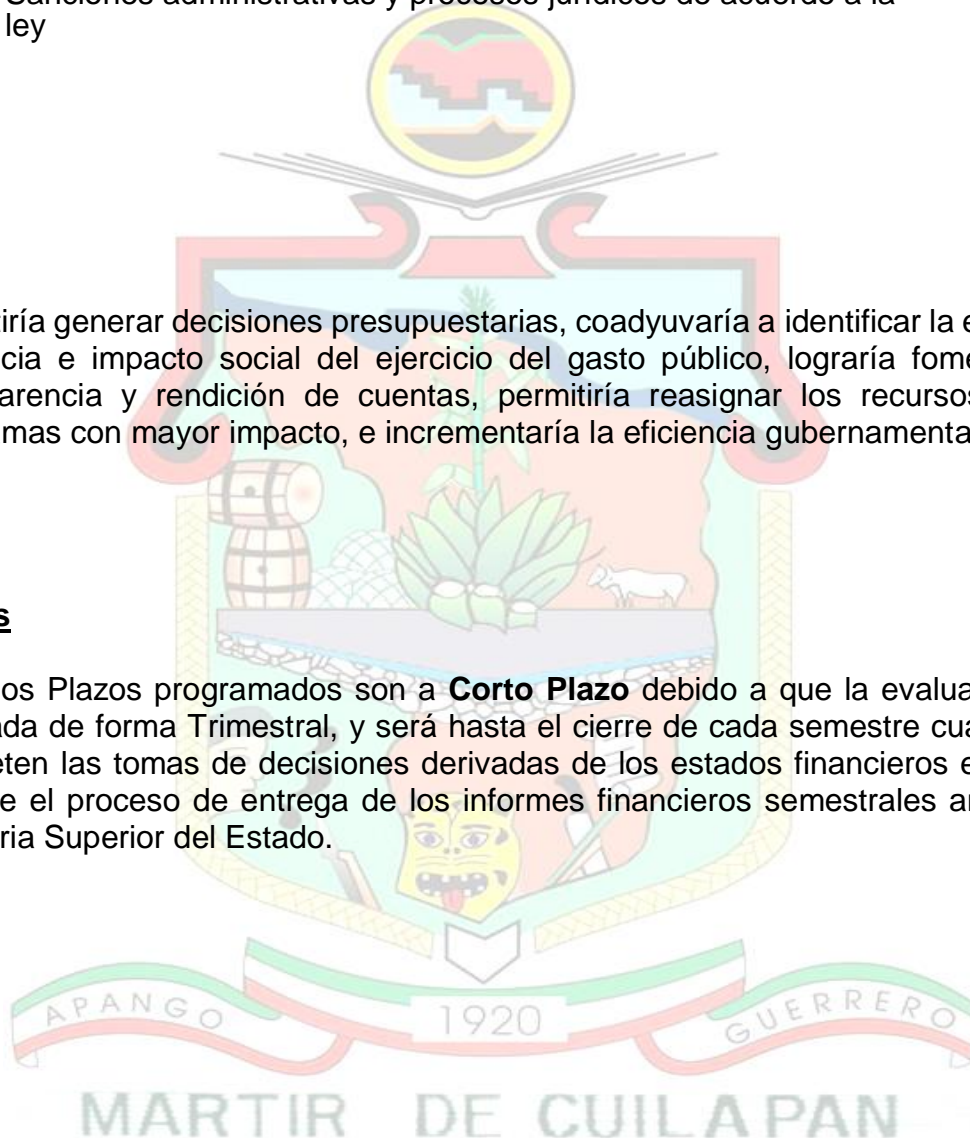 Sanciones administrativas y procesos jurídicos de acuerdo a la
ley
tiría generar decisiones presupuestarias, coadyuvaría a identificar la e
cia e impacto social del ejercicio del gasto público, lograría fome
arencia y rendición de cuentas, permitiría reasignar los recursos
mas con mayor impacto, e incrementaría la eficiencia gubernamenta
s
os Plazos programados son a Corto Plazo debido a que la evalua
ada de forma Trimestral, y será hasta el cierre de cada semestre cua
eten las tomas de decisiones derivadas de los estados financieros e
e el proceso de entrega de los informes financieros semestrales a
ria Superior del Estado.
APANGO 1920 GUERRERO
MARTIR DE CUILAPAN